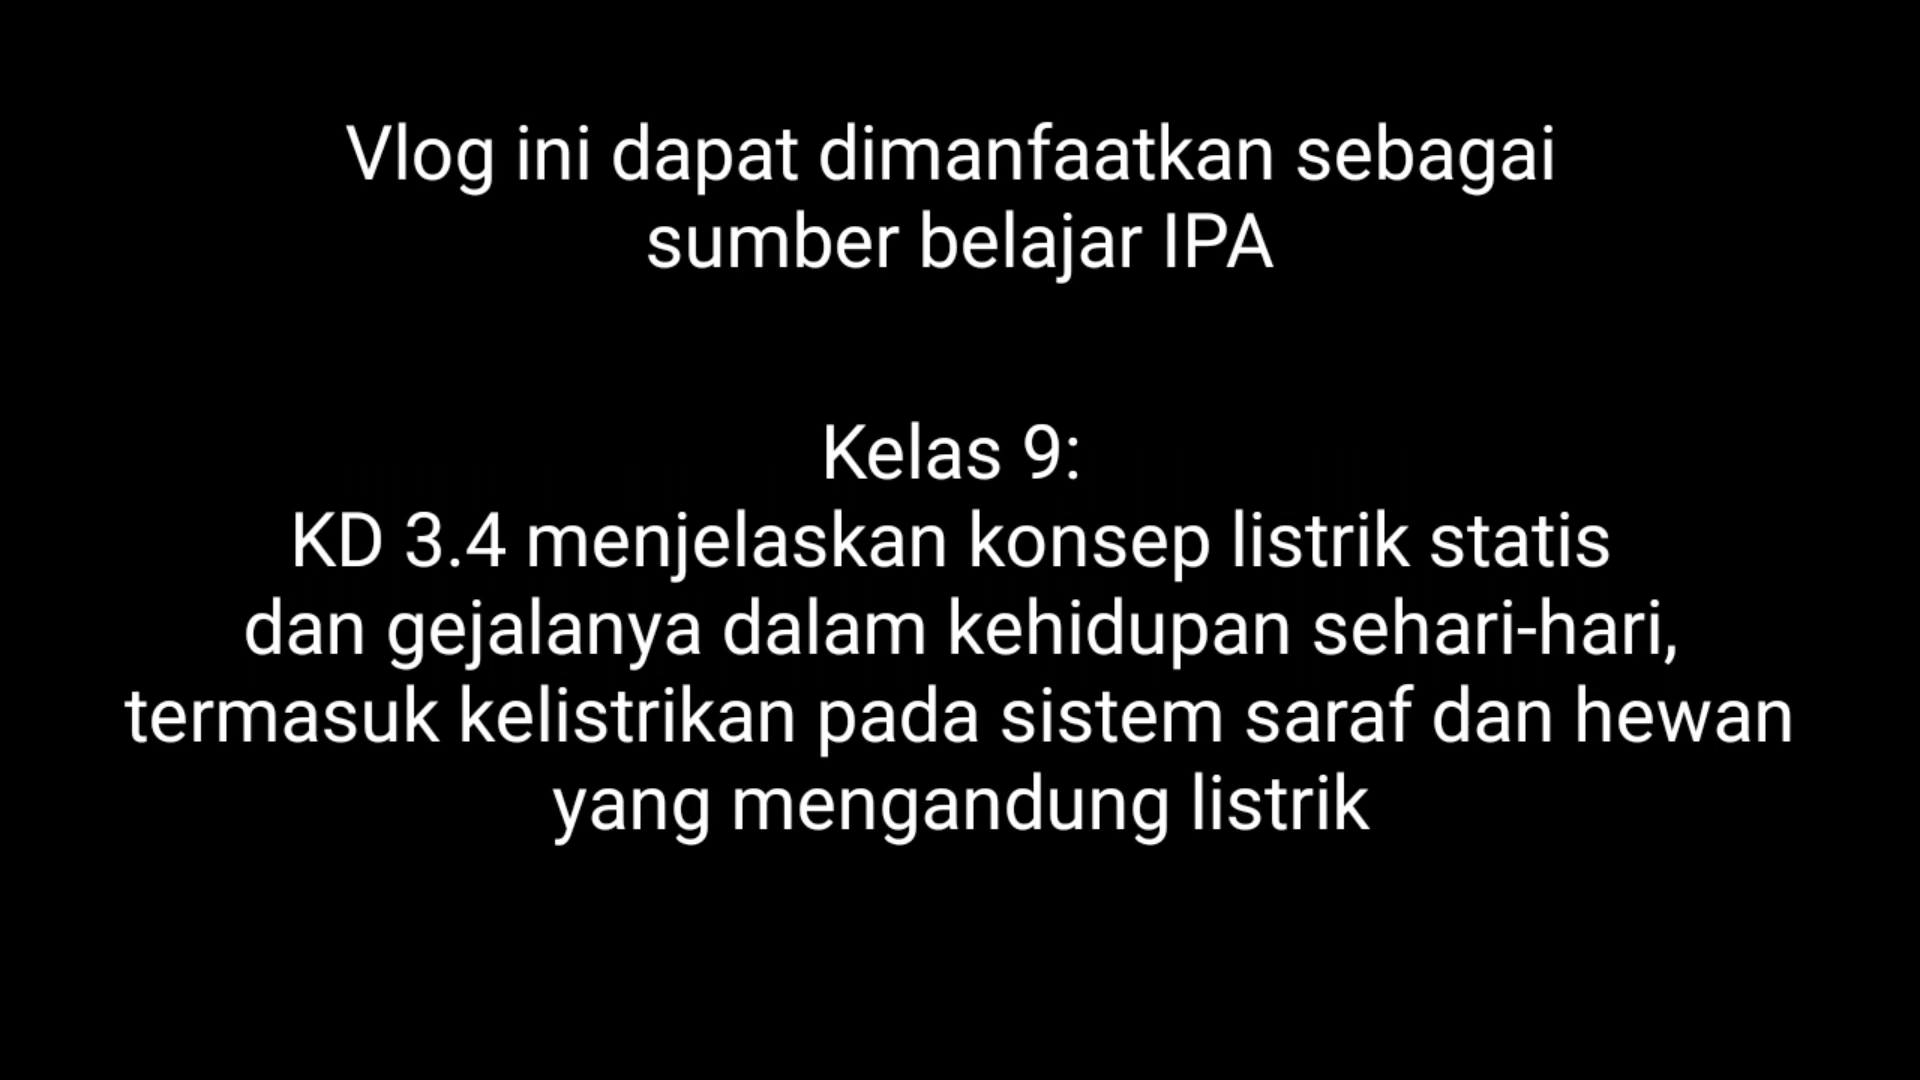 Vlog ini dapat dimanfaatkan sebagai
sumber belajar IPA
Kelas 9:
KD 3.4 menjelaskan konsep listrik statis
dan gejalanya dalam kehidupan sehari-hari,
termasuk kelistrikan pada sistem saraf dan hewan
yang mengandung listrik